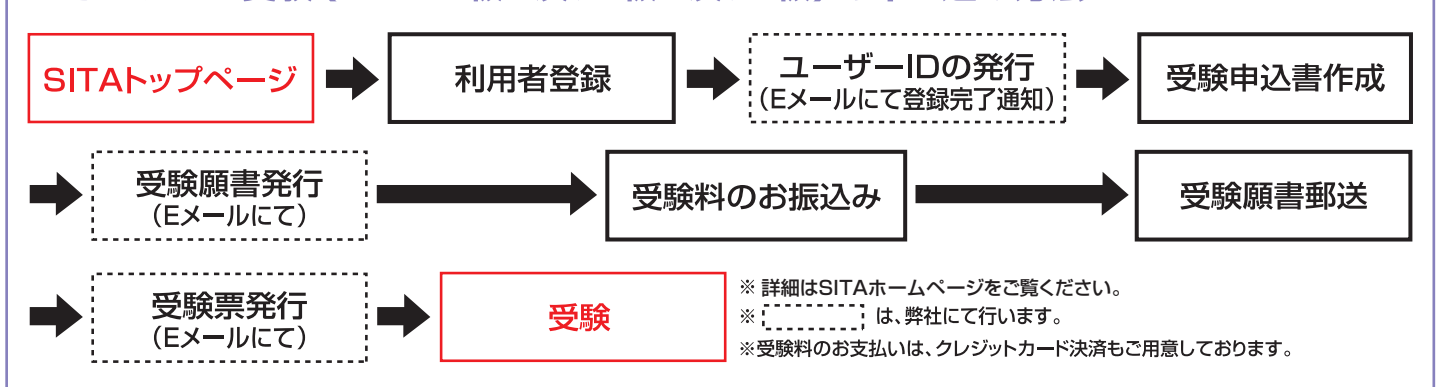 SITAトップページ
利用者登録
ユーザーIDの発行
（Eメールにて登録完了通知）
受験申込書作成
受験願書発行
（Eメールにて）
受験料のお振込み
受験願書郵送
受験票発行
（Eメールにて）
受験
※ 詳細はSITAホームページをご覧ください。
※ は、弊社にて行います。
※受験料のお支払いは、クレジットカード決済もご用意しております。